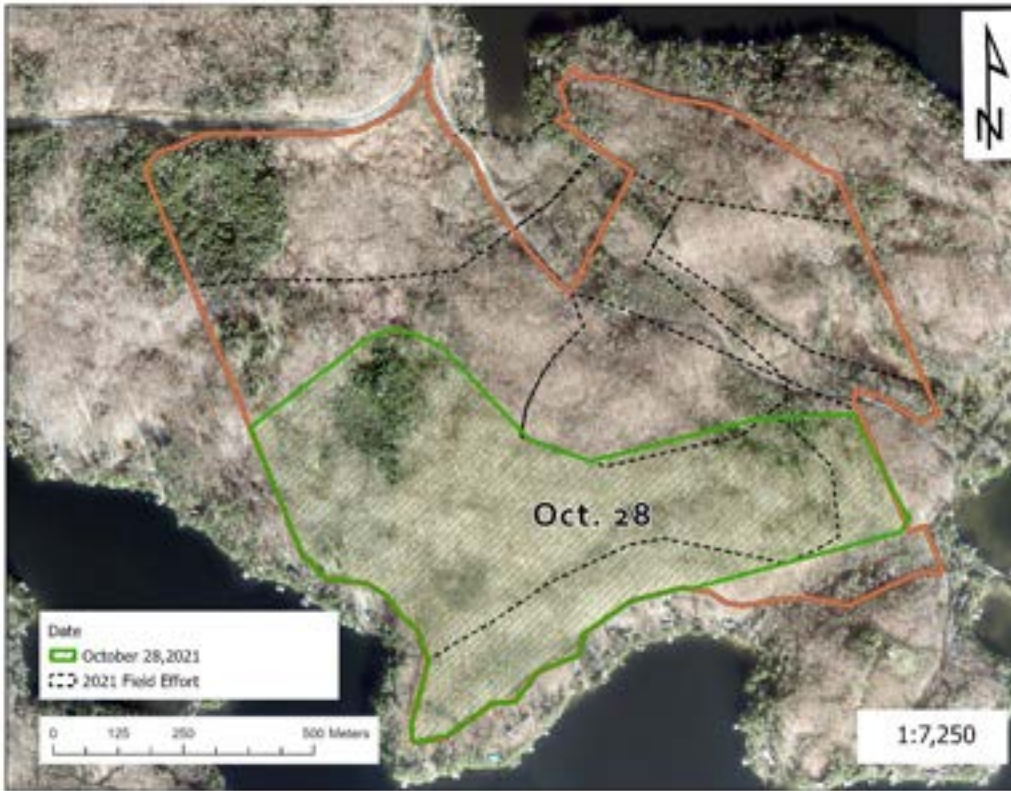 N
Oct. 28
Date
October 28,2021
2021 Field Effort
0 125 250 500 Meters
1:7,250